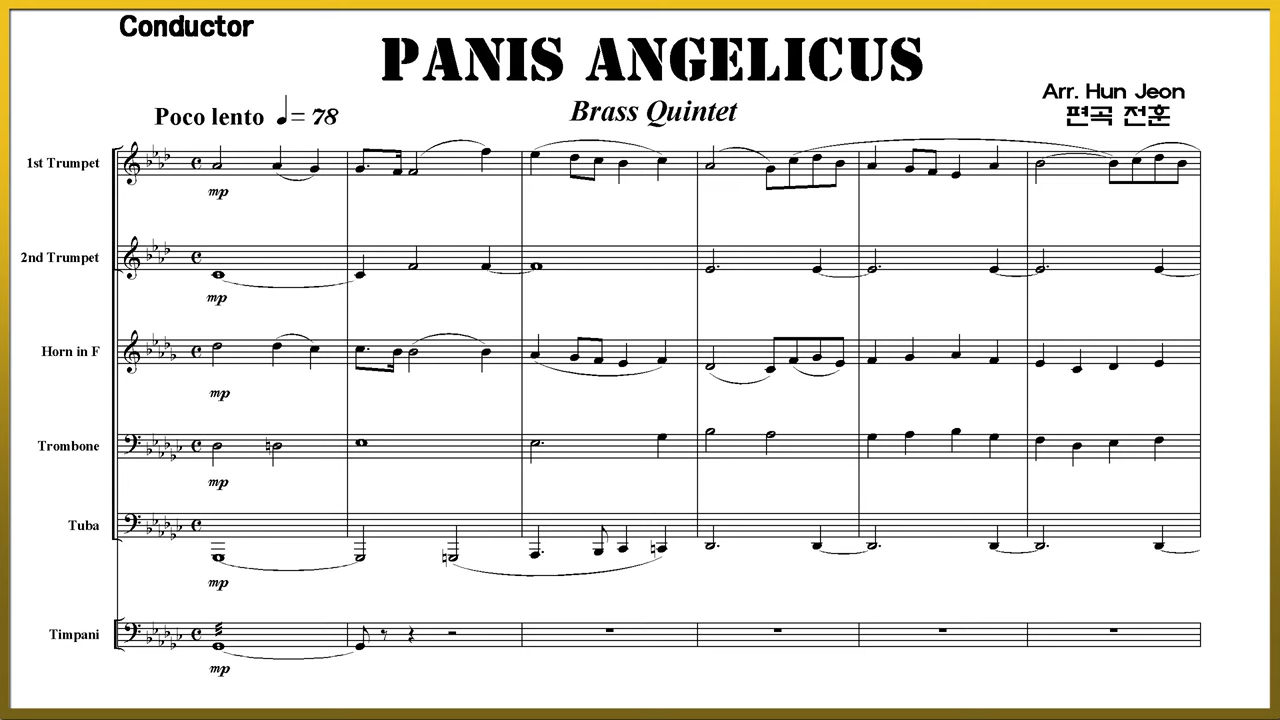 Conductor
PANIS ANGELICUS
Brass Quintet
Arr. Hun Jeon
편곡 전훈
Poco lento ♩= 78
1st Trumpet
mp
2nd Trumpet
mp
Horn in F
mp
Trombone
mp
Tuba
mp
Timpani
mp